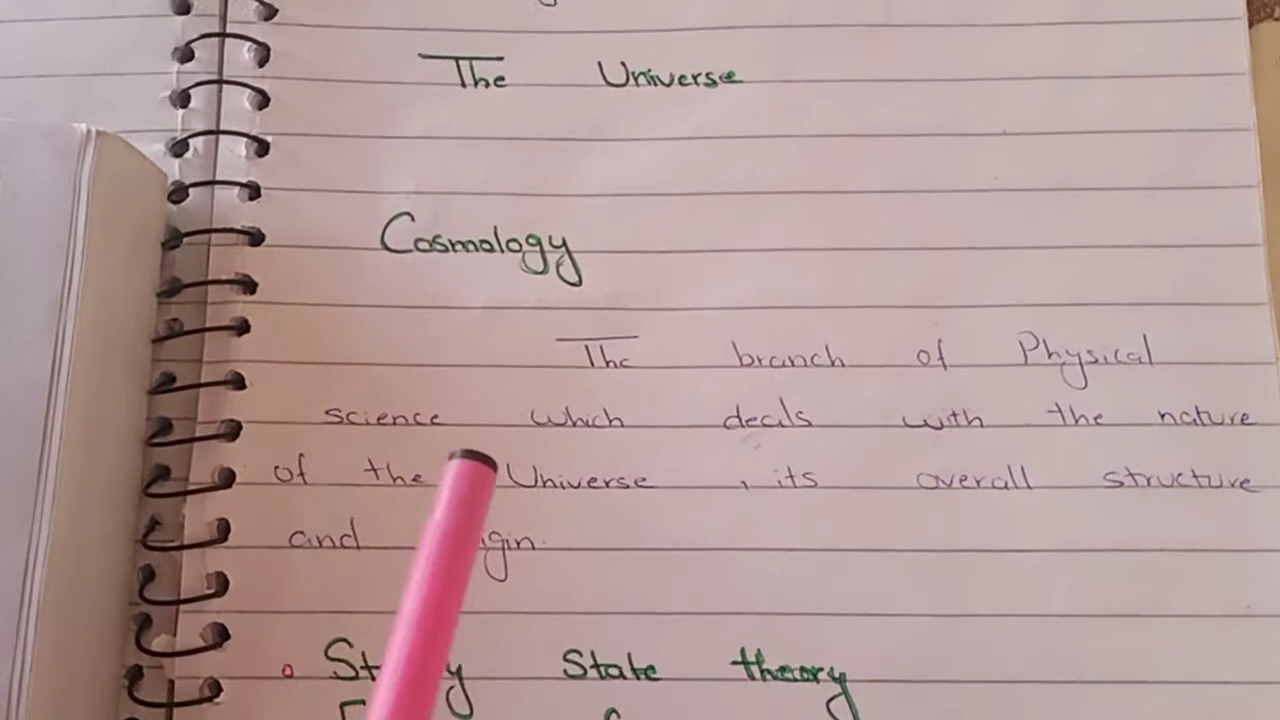 The Universe
Cosmology
The branch of Physical
science which deals with the nature
of the Universe , its overall structure
and
State theory